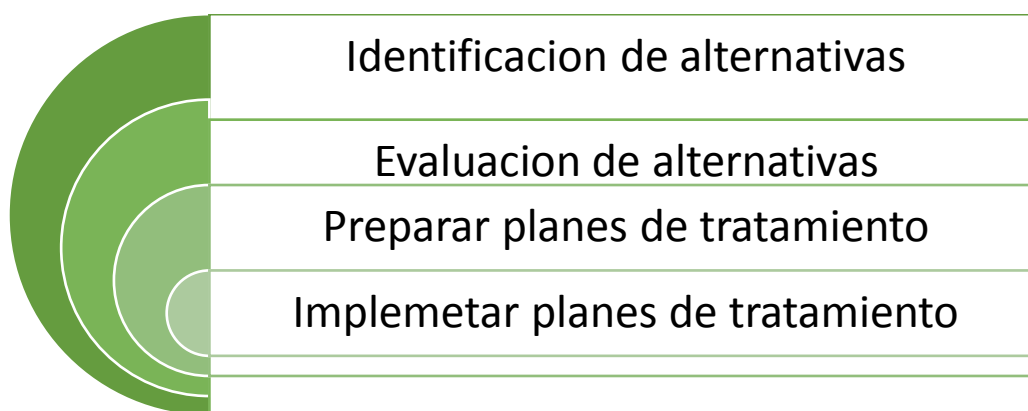 Identificacion de alternativas
Evaluacion de alternativas
Preparar planes de tratamiento
Implemetar planes de tratamiento